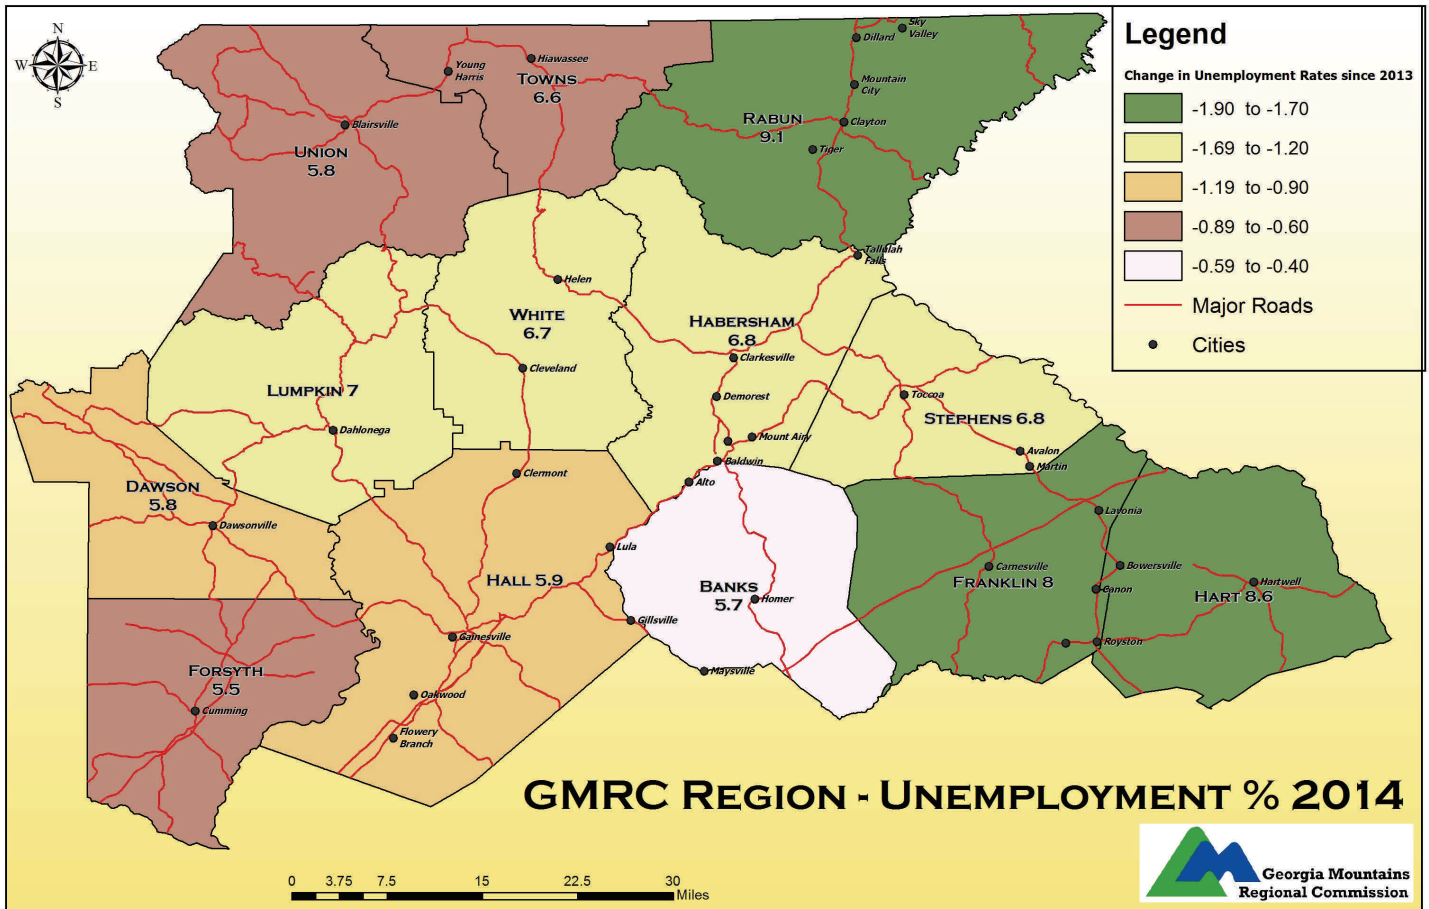 N
W E
S
Sky
Valley
Dillard
Hiawassee
Young
Harris
TOWNS
6.6
Mountain
City
RABUN
9.1
Clayton
Blairsville
UNION
5.8
Tiger
Tallulah
Falls
Helen
WHITE
6.7
HABERSHAM
6.8
Clarkesville
Cleveland
LUMPKIN 7
Demorest
Toccoa
STEPHENS 6.8
Dahlonega
Mount Airy
Avalon
Baldwin
Martin
Clermont
Alto
DAWSON
5.8
Dawsonville
Lavonia
Lula
HALL 5.9
BANKS
5.7
Homer
Carnesville
FRANKLIN 8
Bowersville
Canon
Hartwell
HART 8.6
Gillsville
Gainesville
Royston
FORSYTH
5.5
Maysville
Oakwood
Cumming
Flowery
Branch
Legend
Change in Unemployment Rates since 2013
-1.90 to -1.70
-1.69 to -1.20
-1.19 to -0.90
-0.89 to -0.60
-0.59 to -0.40
Major Roads
Cities
GMRC REGION - UNEMPLOYMENT % 2014
0 3.75 7.5 15 22.5 30
Miles
Georgia Mountains
Regional Commission